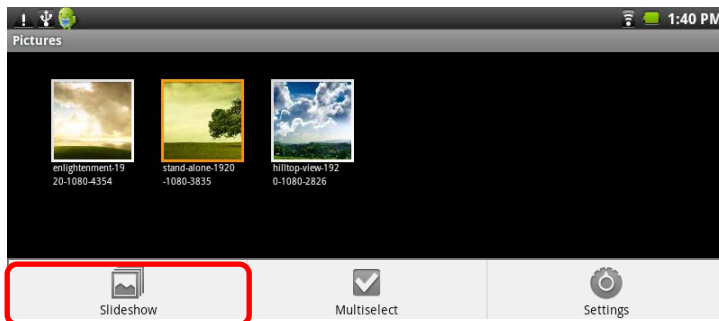 1:40 PM
Pictures
enlightenment-19
20-1080-4354
stand-alone-1920
-1080-3835
hilltop-view-192
0-1080-2826
Slideshow
Multiselect
Settings